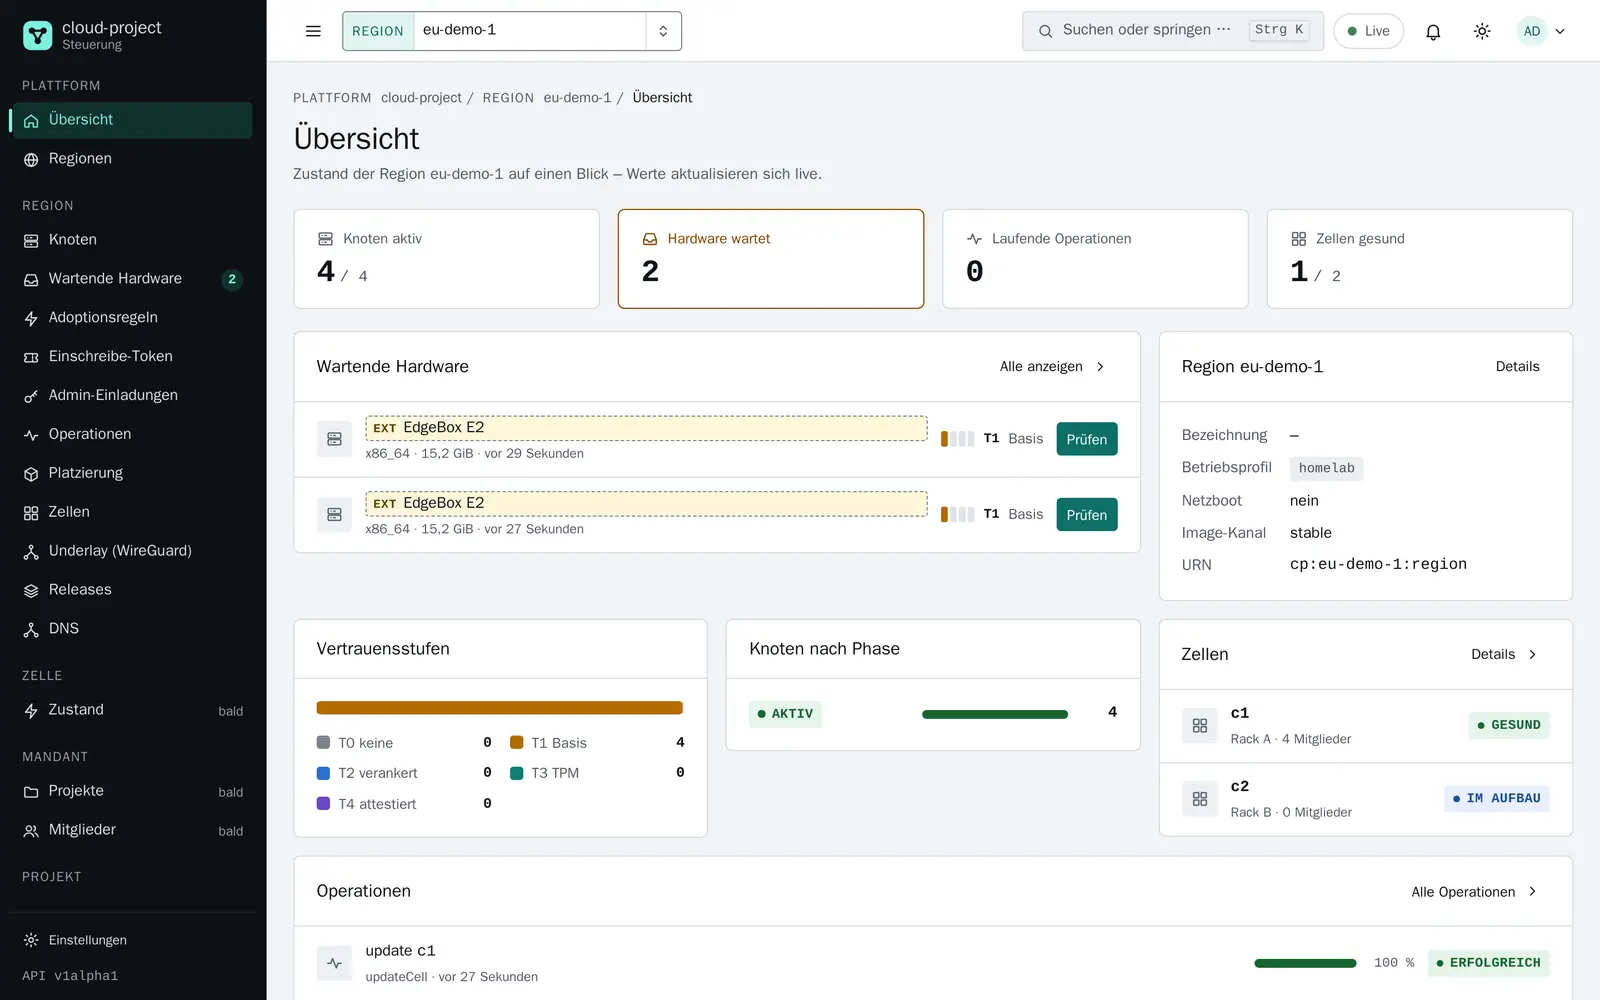 cloud-project
Steuerung
PLATTFORM
Übersicht
Regionen
REGION
Knoten
Wartende Hardware 2
Adoptionsregeln
Einschreibe-Token
Admin-Einladungen
Operationen
Platzierung
Zellen
Underlay (WireGuard)
Releases
DNS
ZELLE
Zustand bald
MANDANT
Projekte bald
Mitglieder bald
PROJEKT
Einstellungen
API v1alpha1
REGION eu-demo-1
Suchen oder springen ··· Strg K
Live
AD
PLATTFORM cloud-project / REGION eu-demo-1 / Übersicht
Übersicht
Zustand der Region eu-demo-1 auf einen Blick – Werte aktualisieren sich live.
Knoten aktiv
4 / 4
Hardware wartet
2
Laufende Operationen
0
Zellen gesund
1 / 2
Wartende Hardware Alle anzeigen
EXT EdgeBox E2
x86_64 · 15,2 GiB · vor 29 Sekunden
T1 Basis Prüfen
EXT EdgeBox E2
x86_64 · 15,2 GiB · vor 27 Sekunden
T1 Basis Prüfen
Region eu-demo-1 Details
Bezeichnung –
Betriebsprofil homelab
Netzboot nein
Image-Kanal stable
URN cp:eu-demo-1:region
Vertrauensstufen
T0 keine 0 T1 Basis 4
T2 verankert 0 T3 TPM 0
T4 attestiert 0
Knoten nach Phase
AKTIV 4
Zellen Details
c1
Rack A · 4 Mitglieder
GESUND
c2
Rack B · 0 Mitglieder
IM AUFBAU
Operationen Alle Operationen
update c1
updateCell · vor 27 Sekunden
100 % ERFOLGREICH